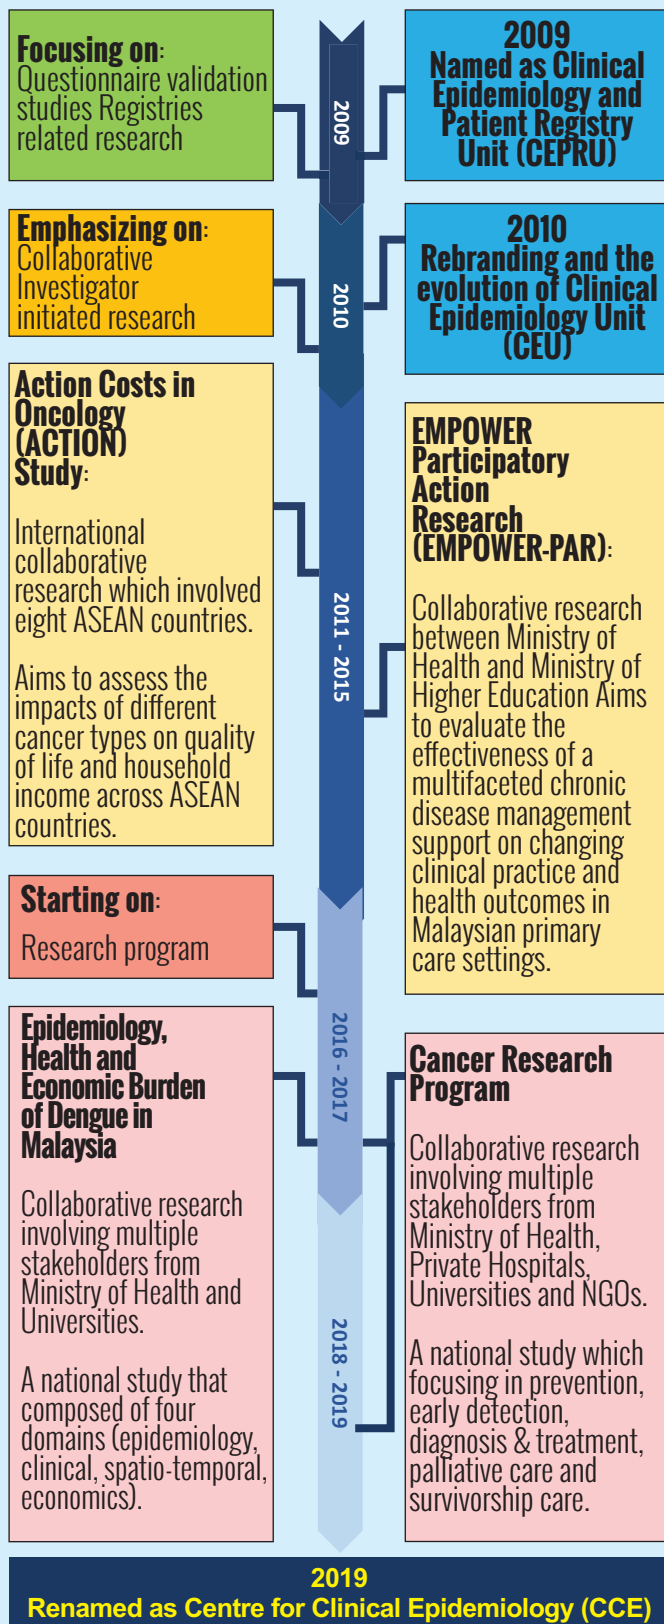 Focusing on:
Questionnaire validation
studies Registries
related research
2009
2009
Named as Clinical
Epidemiology and
Patient Registry
Unit (CEPRU)
Emphasizing on:
Collaborative
Investigator
initiated research
2010
2010
Rebranding and the
evolution of Clinical
Epidemiology Unit
(CEU)
Action Costs in
Oncology
(ACTION)
Study:
International
collaborative
research which involved
eight ASEAN countries.
Aims to assess the
impacts of different
cancer types on quality
of life and household
income across ASEAN
countries.
2011 - 2015
EMPOWER
Participatory
Action
Research
(EMPOWER-PAR):
Collaborative research
between Ministry of
Health and Ministry of
Higher Education Aims
to evaluate the
effectiveness of a
multifaceted chronic
disease management
support on changing
clinical practice and
health outcomes in
Malaysian primary
care settings.
Starting on:
Research program
2016 - 2017
Epidemiology,
Health and
Economic Burden
of Dengue in
Malaysia
Collaborative research
involving multiple
stakeholders from
Ministry of Health and
Universities.
A national study that
composed of four
domains (epidemiology,
clinical, spatio-temporal,
economics).
Cancer Research
Program
Collaborative research
involving multiple
stakeholders from
Ministry of Health,
Private Hospitals,
Universities and NGOs.
A national study which
focusing in prevention,
early detection,
diagnosis & treatment,
palliative care and
survivorship care.
2018 - 2019
2019
Renamed as Centre for Clinical Epidemiology (CCE)